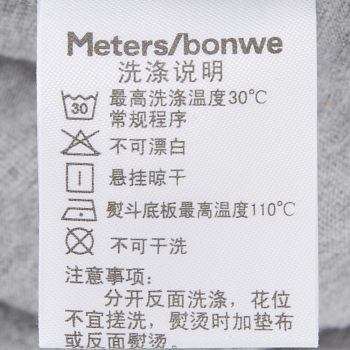 Meters/bonwe
洗涤说明
30 最高洗涤温度30℃
常规程序
不可漂白
悬挂晾干
熨斗底板最高温度110℃
不可干洗
注意事项:
分开反面洗涤,花位
不宜搓洗,熨烫时加垫布
或反面熨烫。